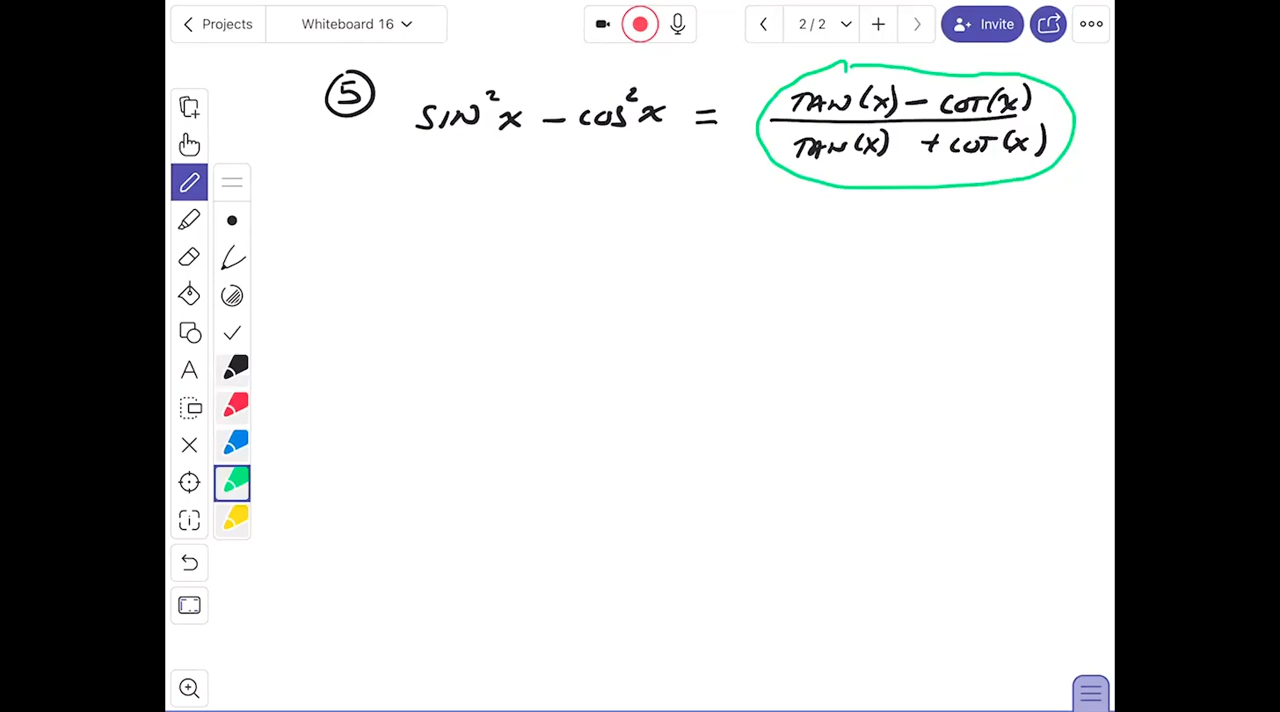 Projects
Whiteboard 16
2 / 2
Invite
5 SIN²x - COS²x = TAN(x) - COT(x)
TAN(x) + COT(x)
A